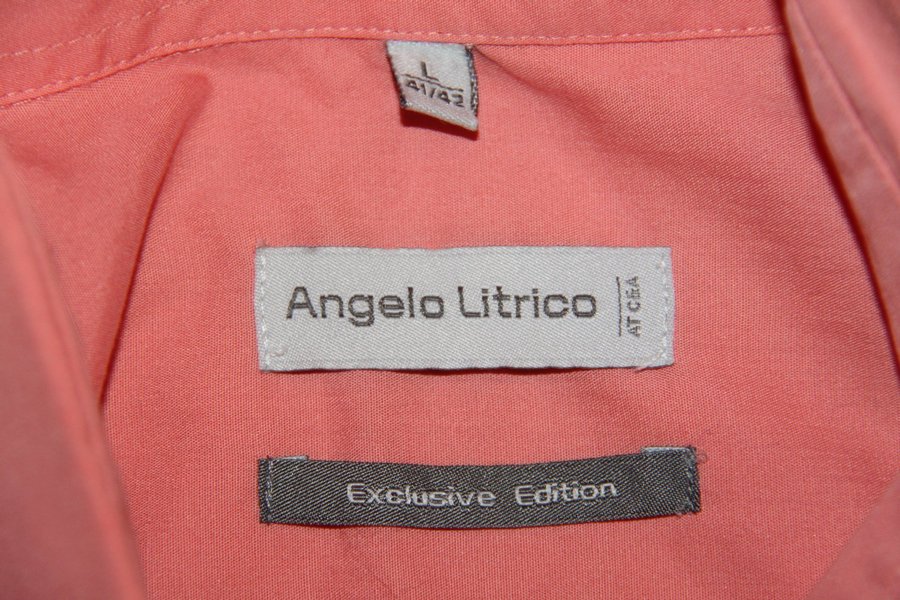 L
41/42
Angelo Litrico
AT C&A
Exclusive Edition